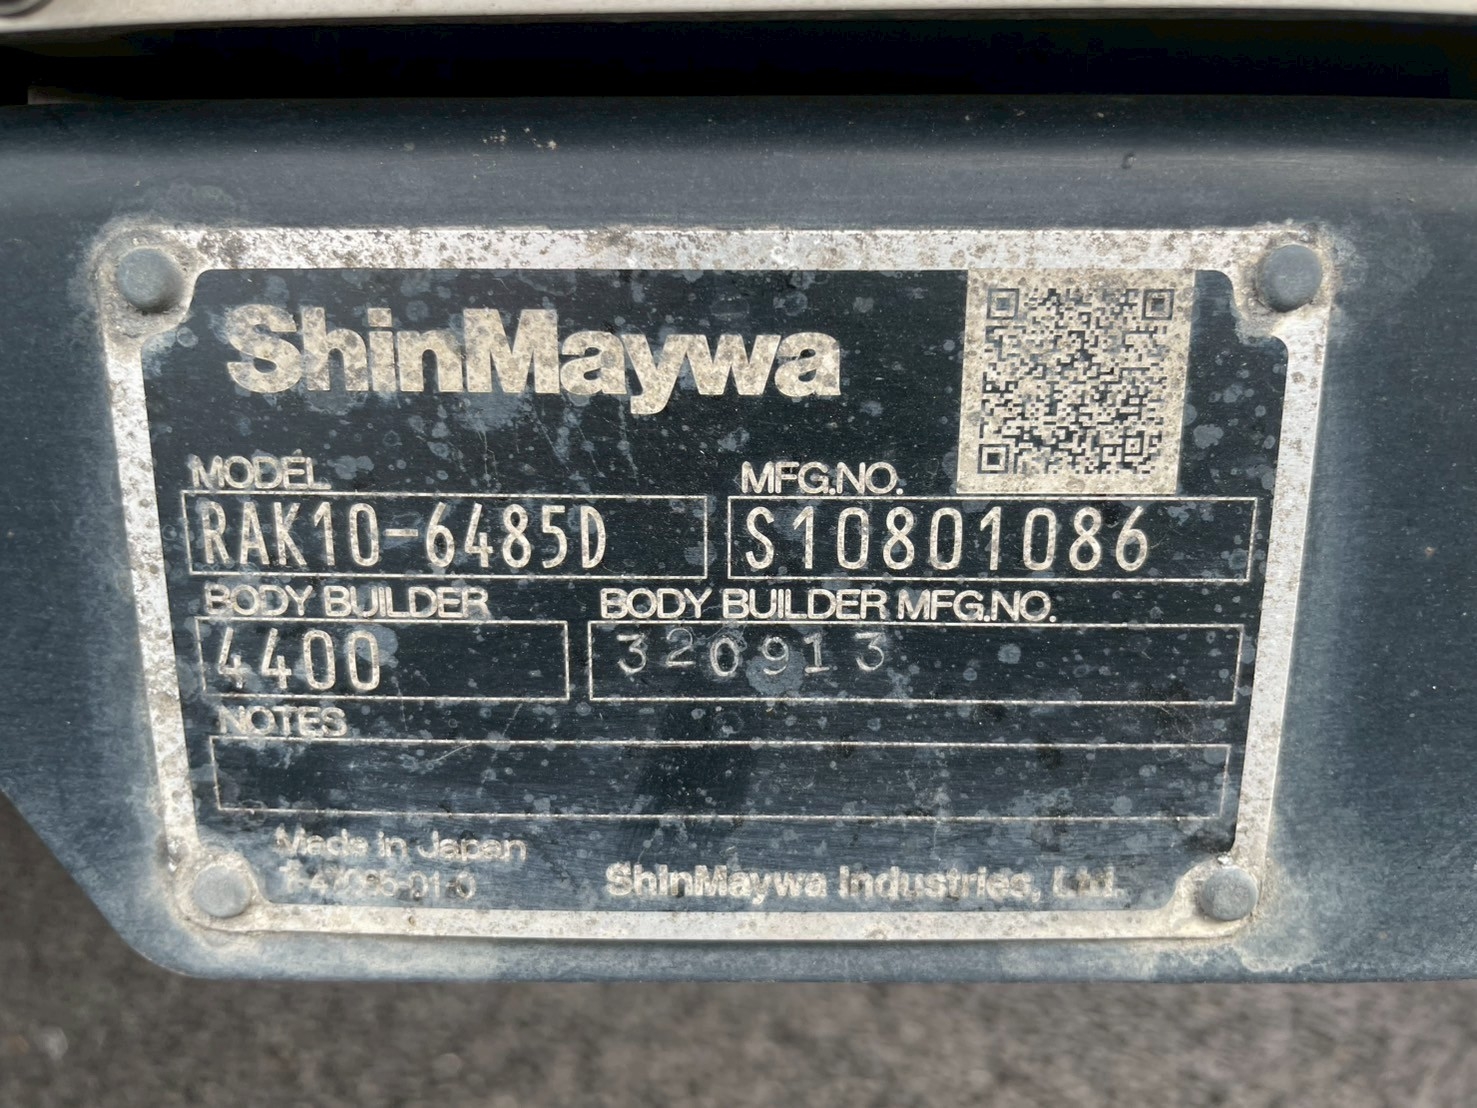 ShinMaywa
MODEL MFG.NO.
RAK10-6485D S10801086
BODY BUILDER BODY BUILDER MFG.NO.
4400 320913
NOTES
Made in Japan
ShinMaywa Industries, Ltd.